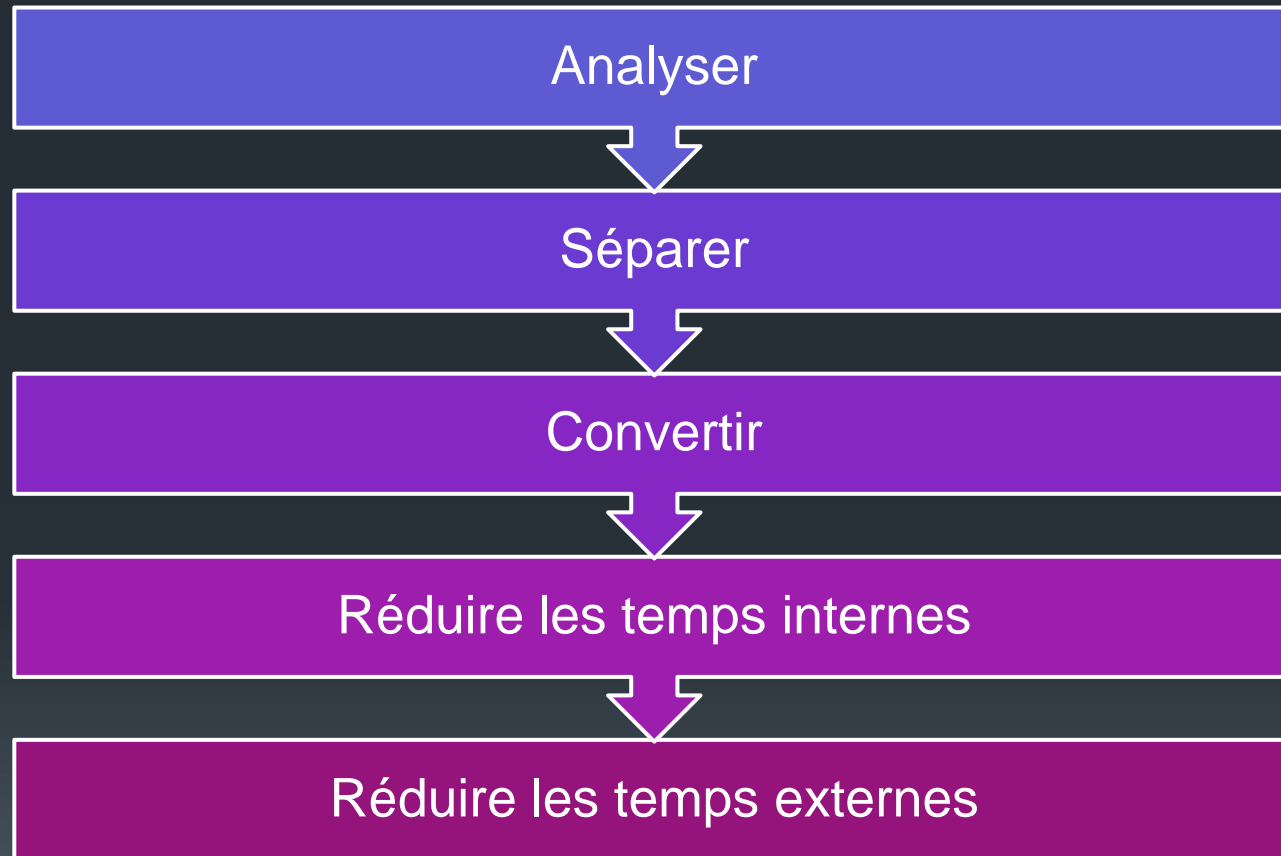 Analyser
Séparer
Convertir
Réduire les temps internes
Réduire les temps externes